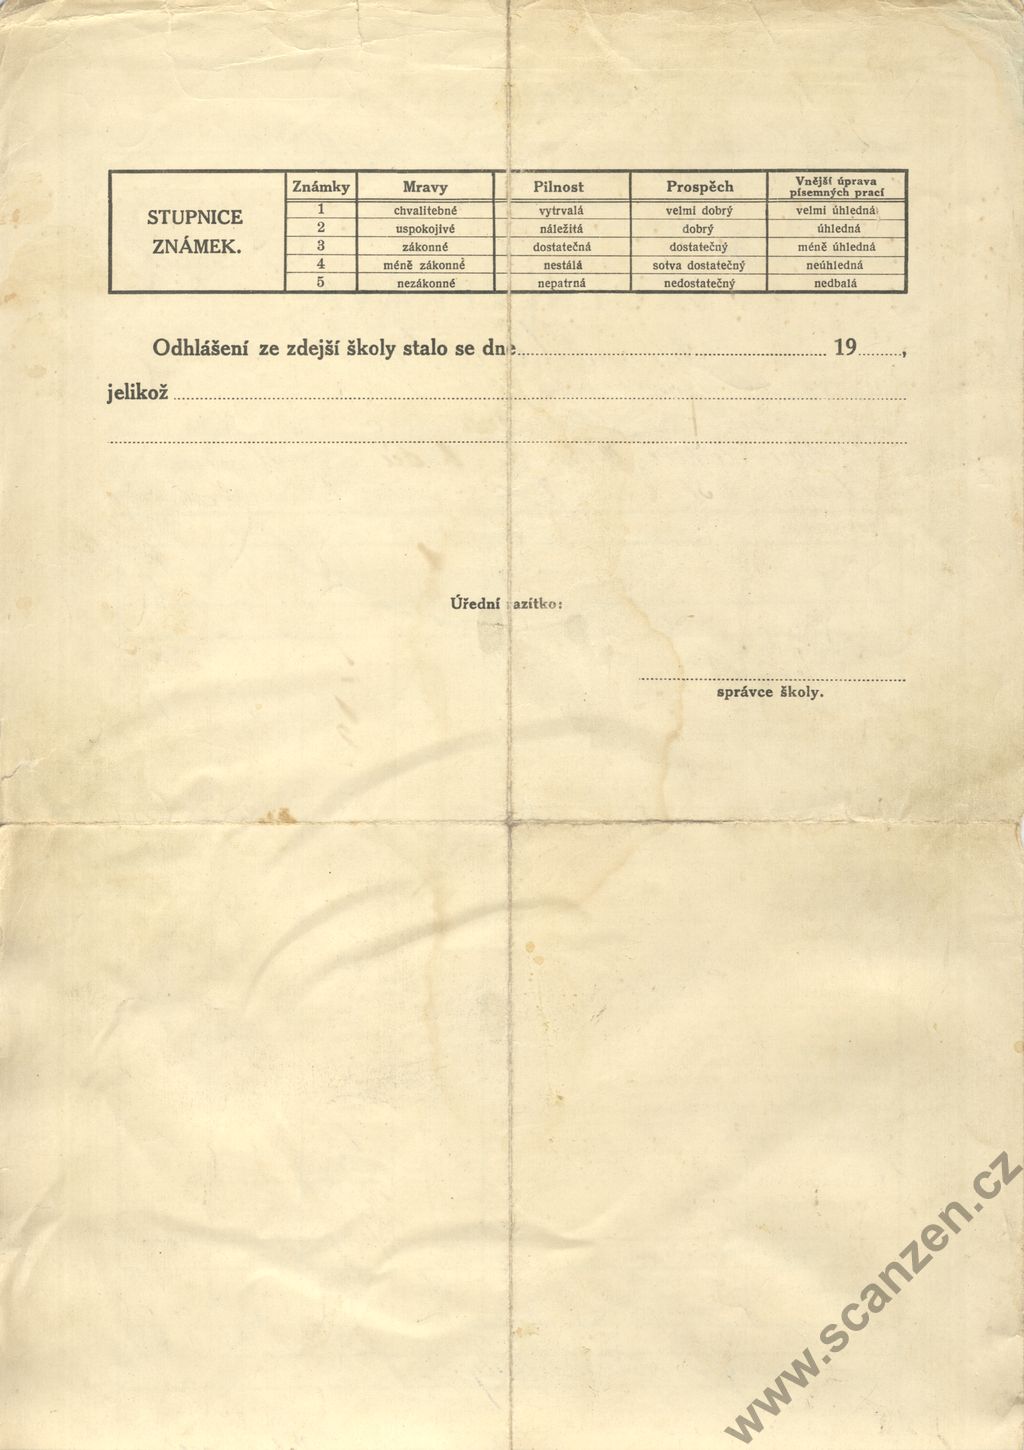 STUPNICE ZNÁMEK.
Známky Mravy Pilnost Prospěch Vnější úprava písemných prací
1 chvalitebné vytrvalá velmi dobrý velmi úhledná
2 uspokojivé náležitá dobrý úhledná
3 zákonné dostatečná dostatečný méně úhledná
4 méně zákonné nestálá sotva dostatečný neúhledná
5 nezákonné nepatrná nedostatečný nedbalá
Odhlášení ze zdejší školy stalo se dne 19 ,
jelikož
Úřední razítko:
správce školy.
www.scanzen.cz